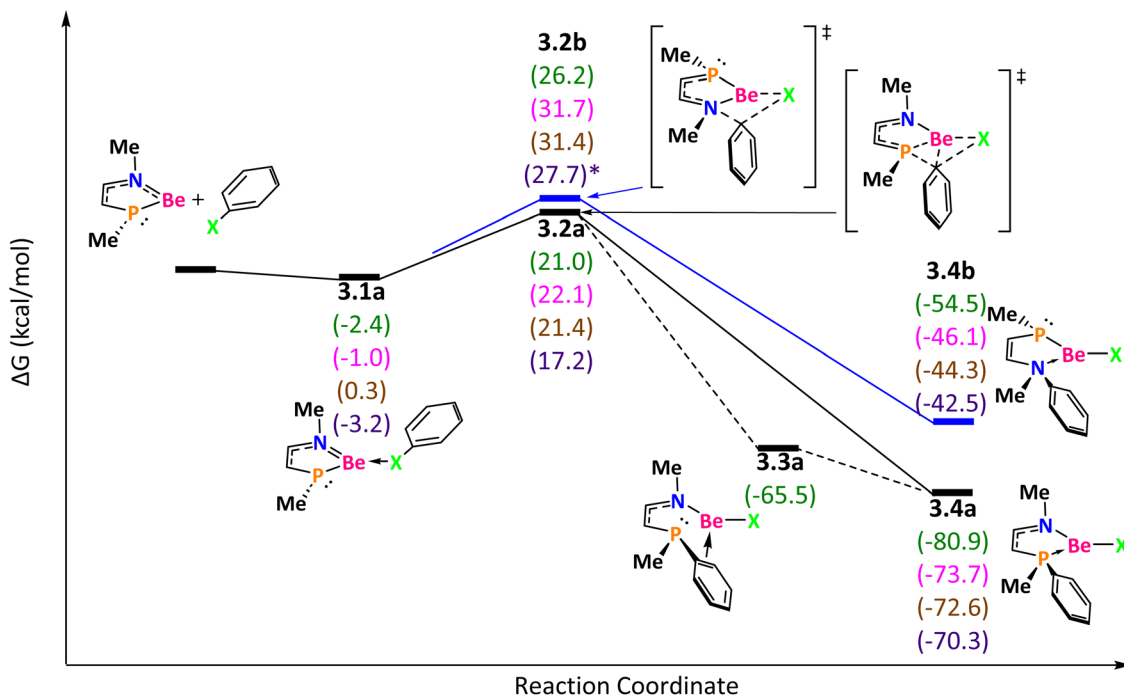 ΔG (kcal/mol)
Reaction Coordinate
Me
N
Be
P
Me
+
X
3.1a
(-2.4)
(-1.0)
(0.3)
(-3.2)
Me
N
Be
P
Me
X
3.2b
(26.2)
(31.7)
(31.4)
(27.7)*
3.2a
(21.0)
(22.1)
(21.4)
(17.2)
Me
P
Be
X
N
Me
‡
Me
N
Be
X
P
Me
‡
3.3a
(-65.5)
Me
N
Be
X
P
Me
3.4b
(-54.5)
(-46.1)
(-44.3)
(-42.5)
Me
P
Be
X
N
Me
3.4a
(-80.9)
(-73.7)
(-72.6)
(-70.3)
Me
N
Be
X
P
Me